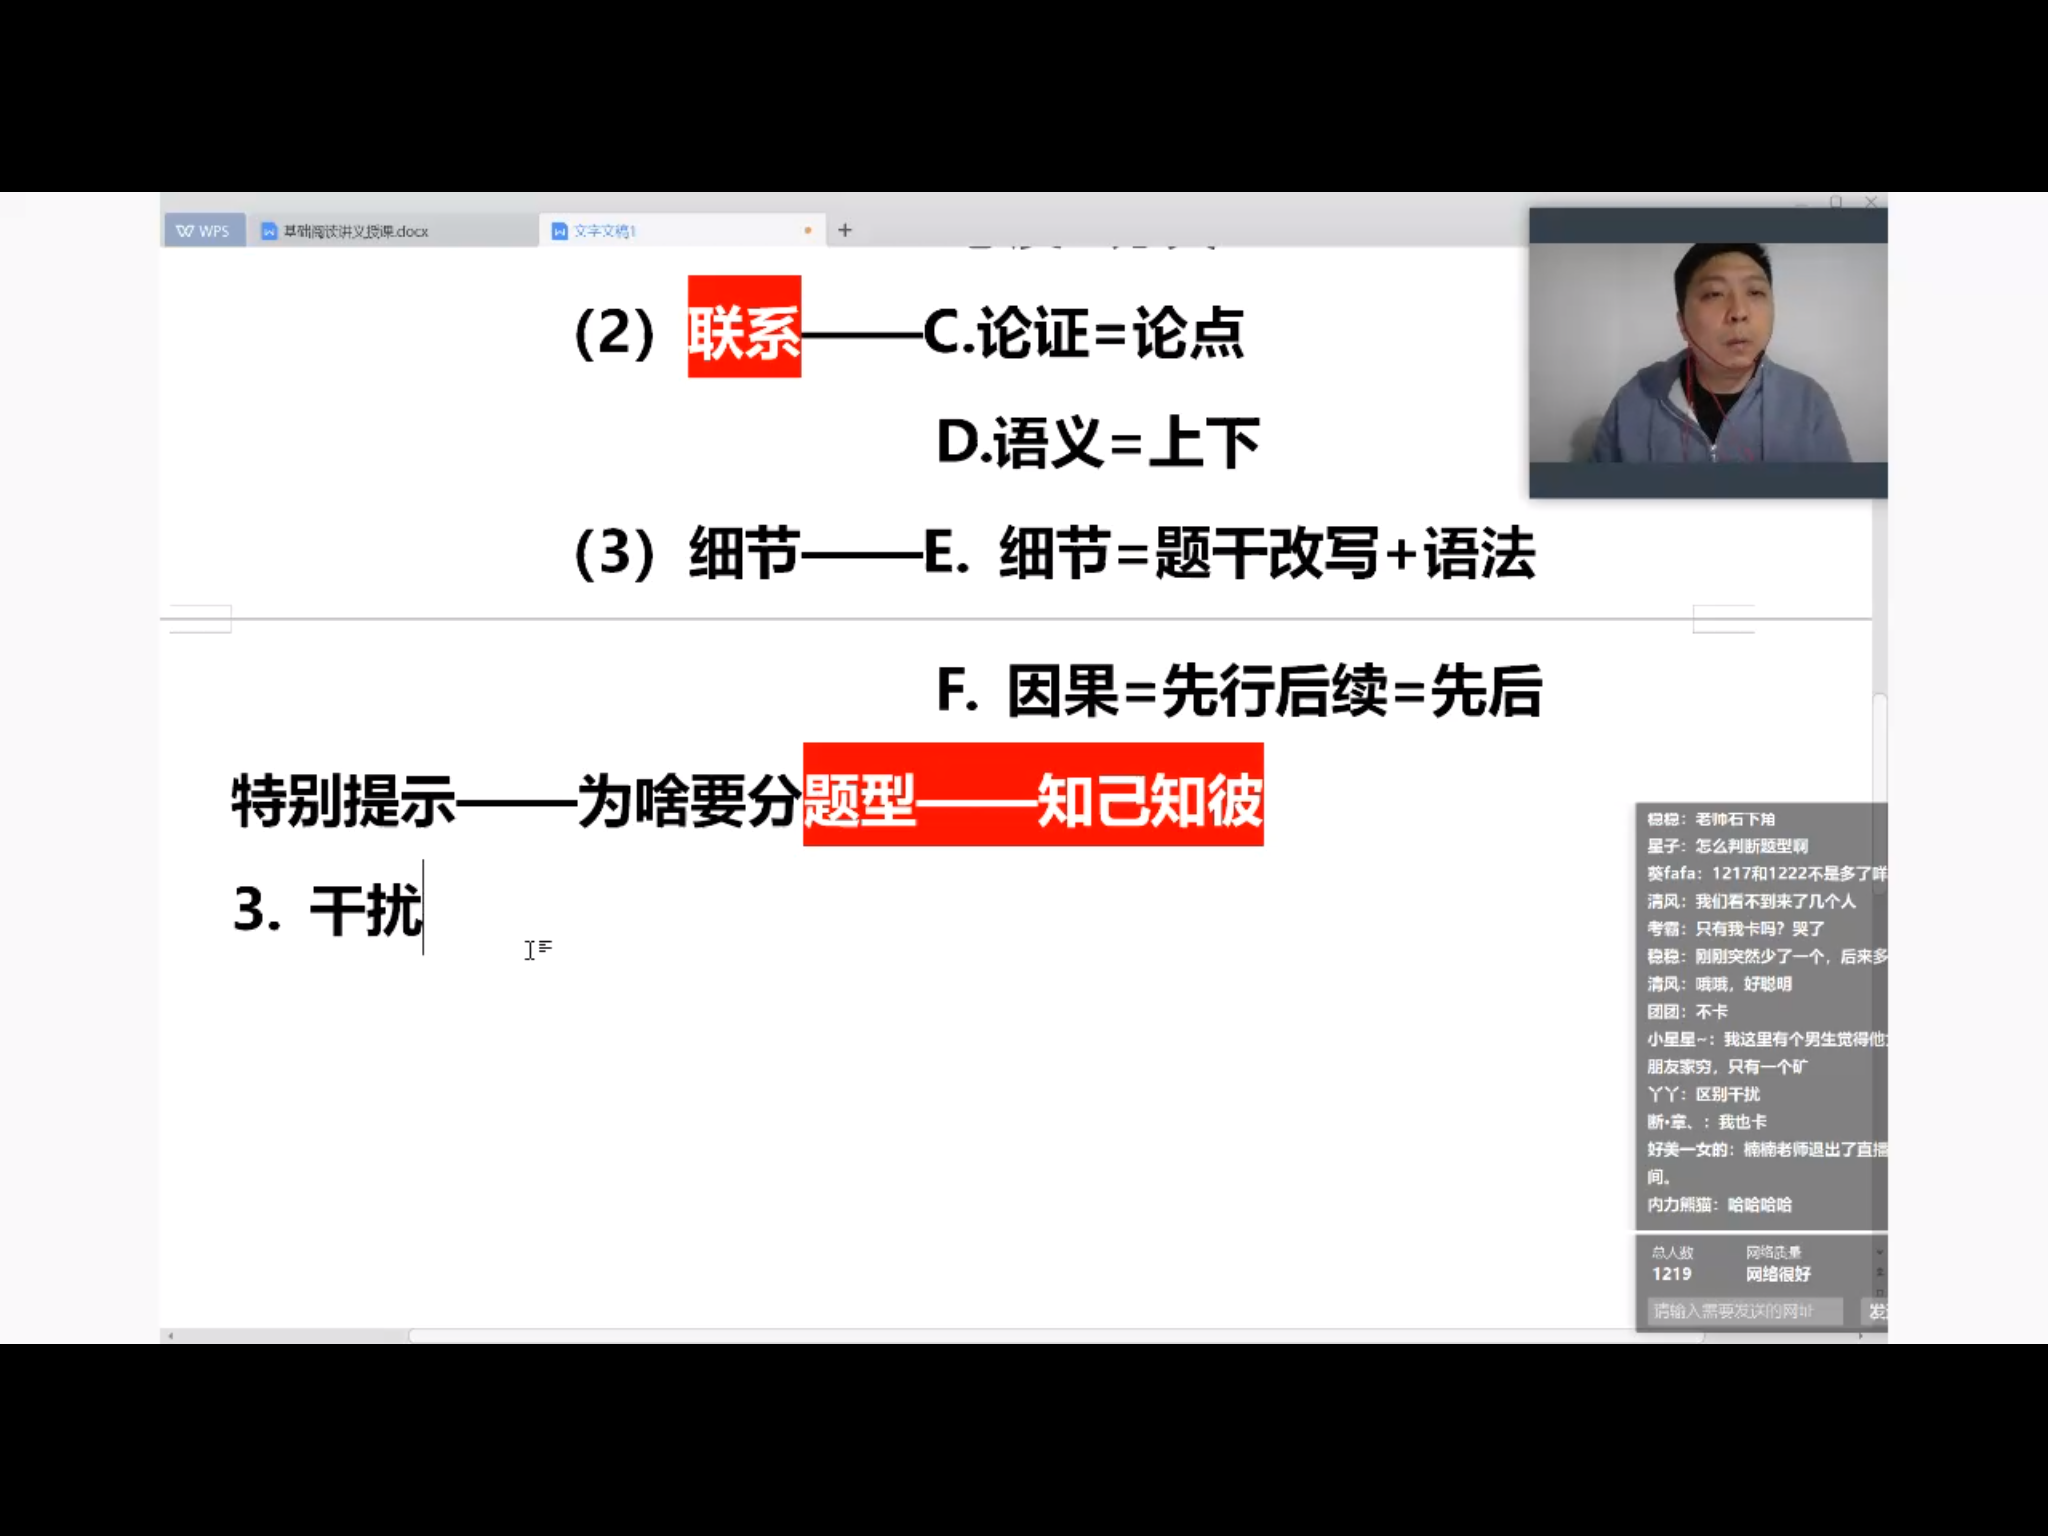 WPS
基础阅读讲义授课.docx
文字文稿1
（2）联系——C.论证=论点
D.语义=上下
（3）细节——E. 细节=题干改写+语法
F. 因果=先行后续=先后
特别提示——为啥要分题型——知己知彼
3. 干扰
稳稳：老师右下角
星子：怎么判断题型啊
葵fafa：1217和1222不是多了咩
清风：我们看不到来了几个人
考霸：只有我卡吗？哭了
稳稳：刚刚突然少了一个，后来多
清风：哦哦，好聪明
团团：不卡
小星星~：我这里有个男生觉得他
朋友家穷，只有一个矿
丫丫：区别干扰
断•章、：我也卡
好美一女的：楠楠老师退出了直播
间。
内力熊猫：哈哈哈哈
总人数 网络质量
1219 网络很好
请输入需要发送的网址